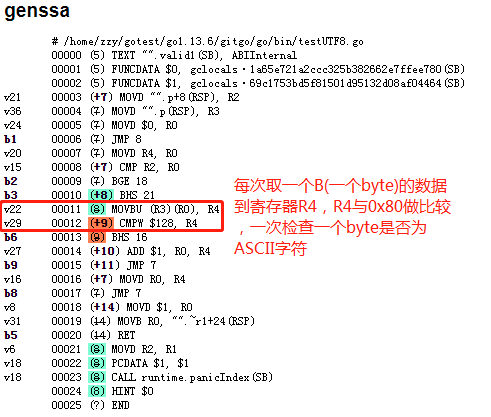 genssa
# /home/zzy/gotest/go1.13.6/gitgo/go/bin/testUTF8.go
00000 (5) TEXT "".valid1(SB), ABIInternal
00001 (5) FUNCDATA $0, gclocals·1a65e721a2ccc325b382662e7ffee780(SB)
00002 (5) FUNCDATA $1, gclocals·69c1753bd5f81501d95132d08af04464(SB)
v21 00003 (+7) MOVD "".p+8(RSP), R2
v36 00004 (7) MOVD "".p(RSP), R3
v24 00005 (7) MOVD $0, R0
b1 00006 (7) JMP 8
v20 00007 (7) MOVD R4, R0
v15 00008 (+7) CMP R2, R0
b2 00009 (7) BGE 18
b3 00010 (+8) BHS 21
v22 00011 (8) MOVBU (R3)(R0), R4
v29 00012 (+9) CMPW $128, R4
b6 00013 (9) BHS 16
v27 00014 (+10) ADD $1, R0, R4
b9 00015 (+11) JMP 7
v16 00016 (+7) MOVD R0, R4
b8 00017 (7) JMP 7
v8 00018 (+14) MOVD $1, R0
v31 00019 (14) MOVB R0, "".~r1+24(RSP)
b5 00020 (14) RET
v6 00021 (8) MOVD R2, R1
v18 00022 (8) PCDATA $1, $1
v18 00023 (8) CALL runtime.panicIndex(SB)
00024 (8) HINT $0
00025 (?) END
每次取一个B(一个byte)的数据
到寄存器R4，R4与0x80做比较
，一次检查一个byte是否为
ASCII字符